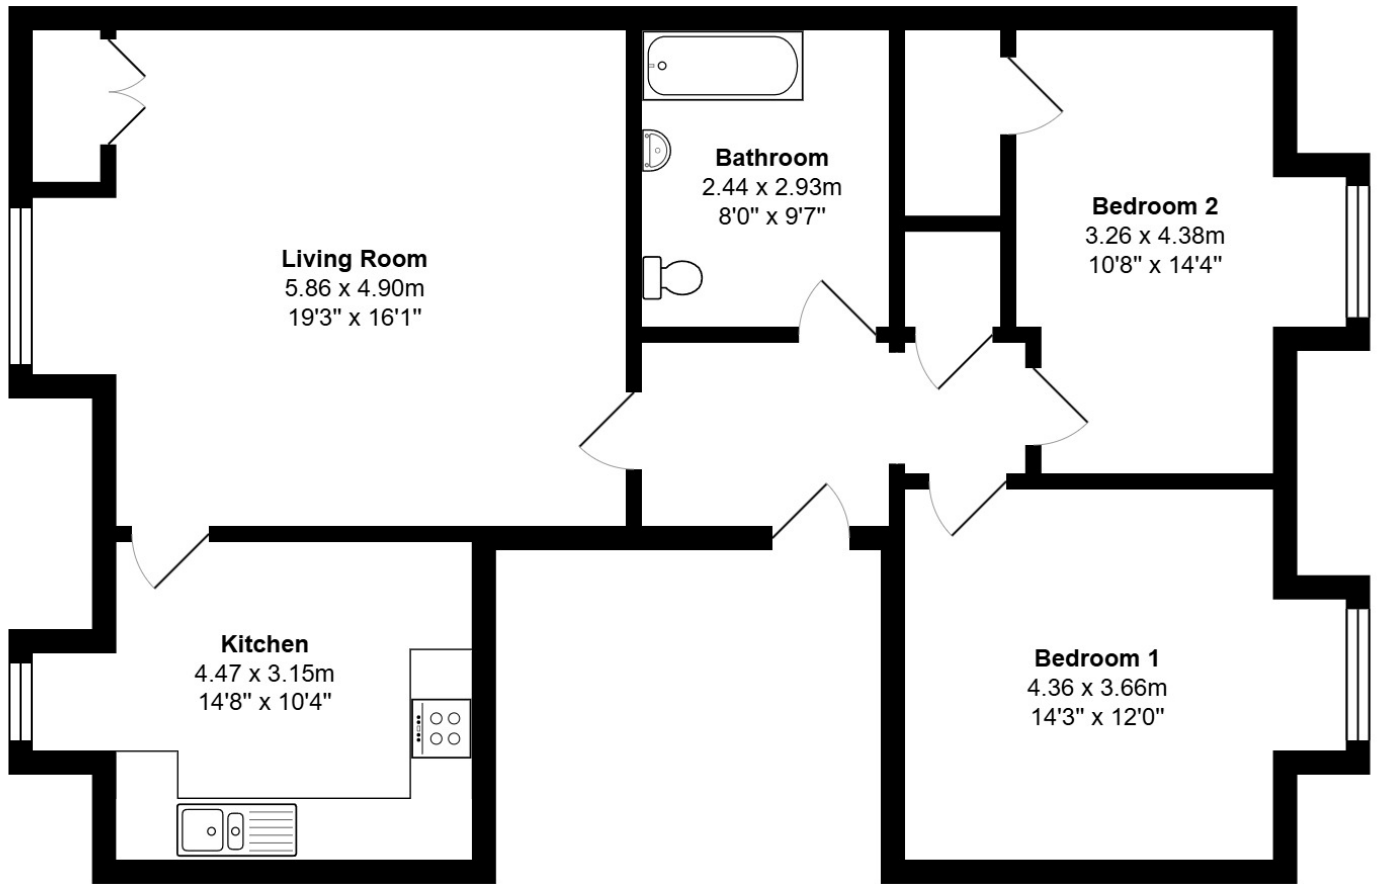 Bathroom
2.44 x 2.93m
8'0" x 9'7"
Bedroom 2
3.26 x 4.38m
10'8" x 14'4"
Living Room
5.86 x 4.90m
19'3" x 16'1"
Kitchen
4.47 x 3.15m
14'8" x 10'4"
Bedroom 1
4.36 x 3.66m
14'3" x 12'0"